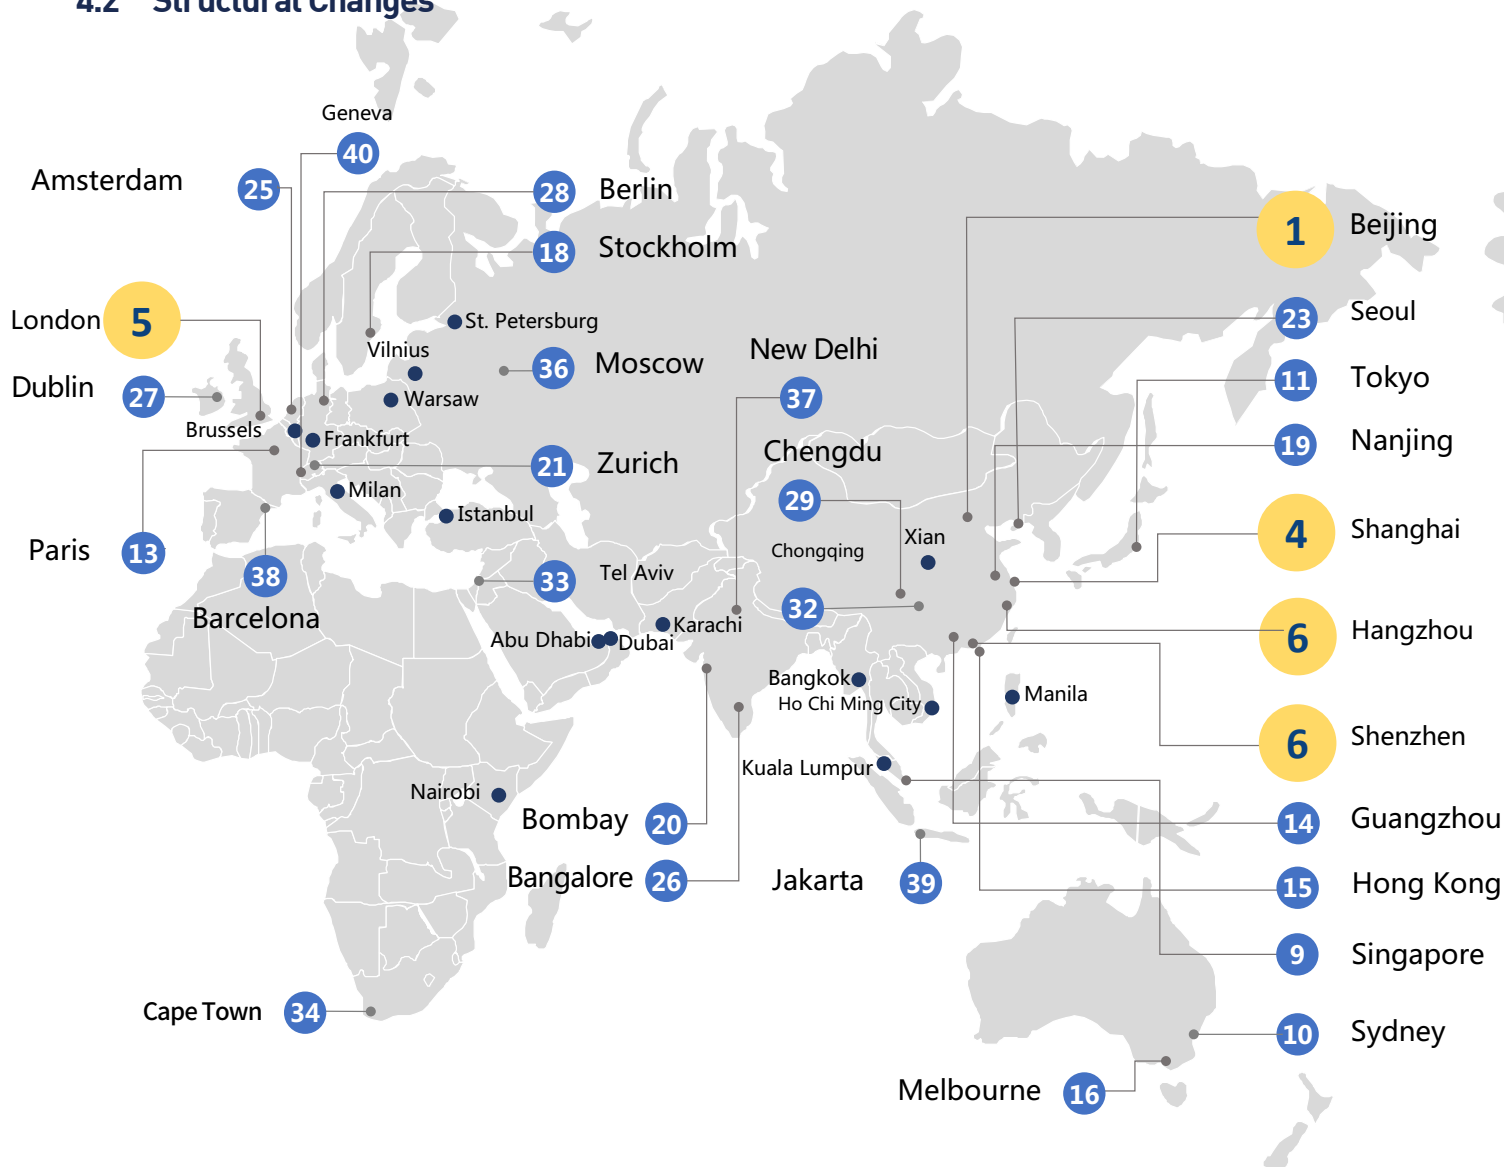 4.2 Structural Changes
Geneva
40
Amsterdam
25
28
Berlin
18
Stockholm
1
Beijing
London
5
St. Petersburg
23
Seoul
Vilnius
36
Moscow
New Delhi
11
Tokyo
Dublin
27
Warsaw
37
Brussels
Frankfurt
19
Nanjing
21
Zurich
Chengdu
Milan
29
Istanbul
4
Shanghai
Paris
13
38
Xian
Chongqing
33
Tel Aviv
32
Barcelona
Karachi
Abu Dhabi
Dubai
6
Hangzhou
Bangkok
Ho Chi Ming City
Manila
6
Shenzhen
Kuala Lumpur
Nairobi
Bombay
20
14
Guangzhou
Bangalore
26
Jakarta
39
15
Hong Kong
9
Singapore
Cape Town
34
10
Sydney
Melbourne
16